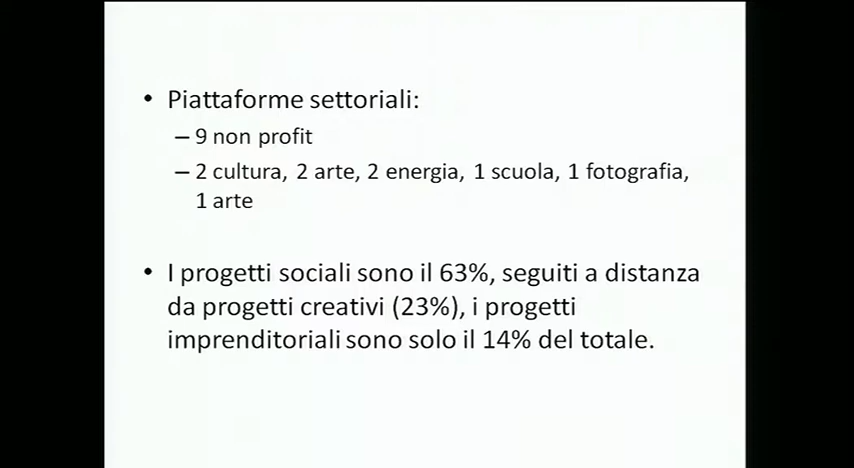 • Piattaforme settoriali:
– 9 non profit
– 2 cultura, 2 arte, 2 energia, 1 scuola, 1 fotografia,
1 arte
• I progetti sociali sono il 63%, seguiti a distanza
da progetti creativi (23%), i progetti
imprenditoriali sono solo il 14% del totale.